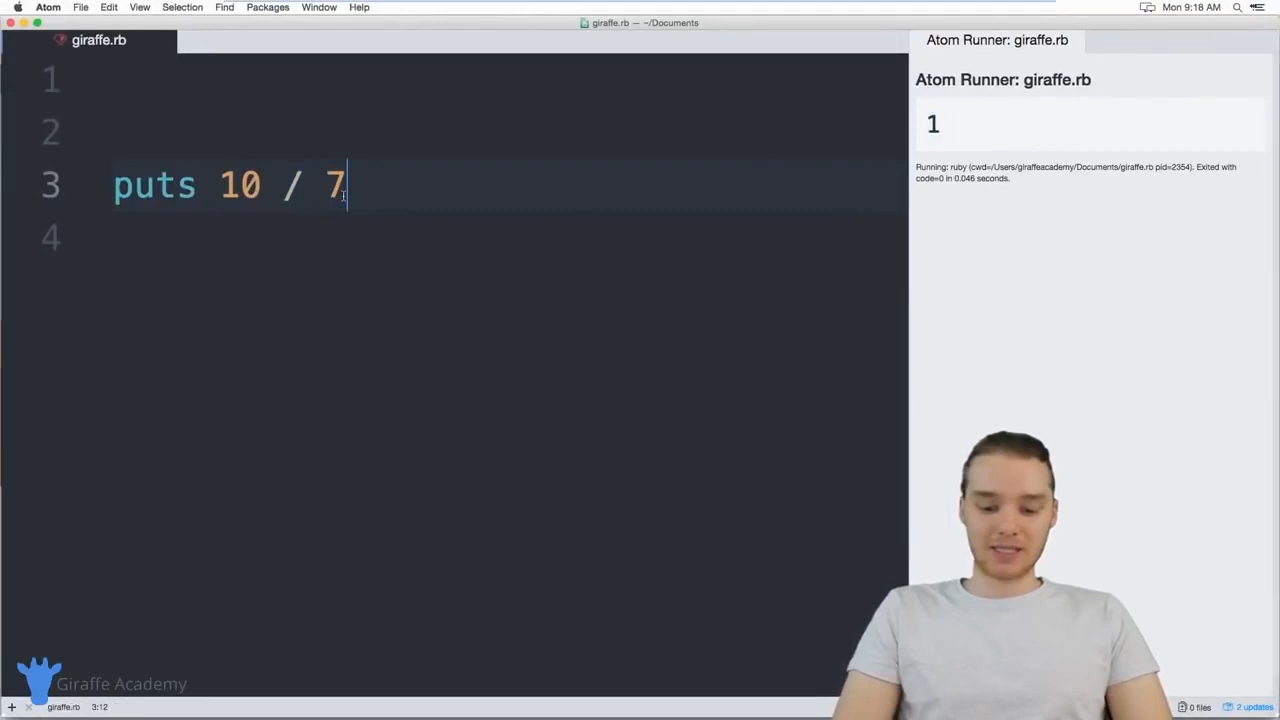 Atom File Edit View Selection Find Packages Window Help
Mon 9:18 AM
giraffe.rb — ~/Documents
giraffe.rb
Atom Runner: giraffe.rb
1
2
3 puts 10 / 7
4
Atom Runner: giraffe.rb
1
Running: ruby (cwd=/Users/giraffeacademy/Documents/giraffe.rb pid=2354). Exited with
code=0 in 0.046 seconds.
Giraffe Academy
giraffe.rb 3:12
0 files 2 updates